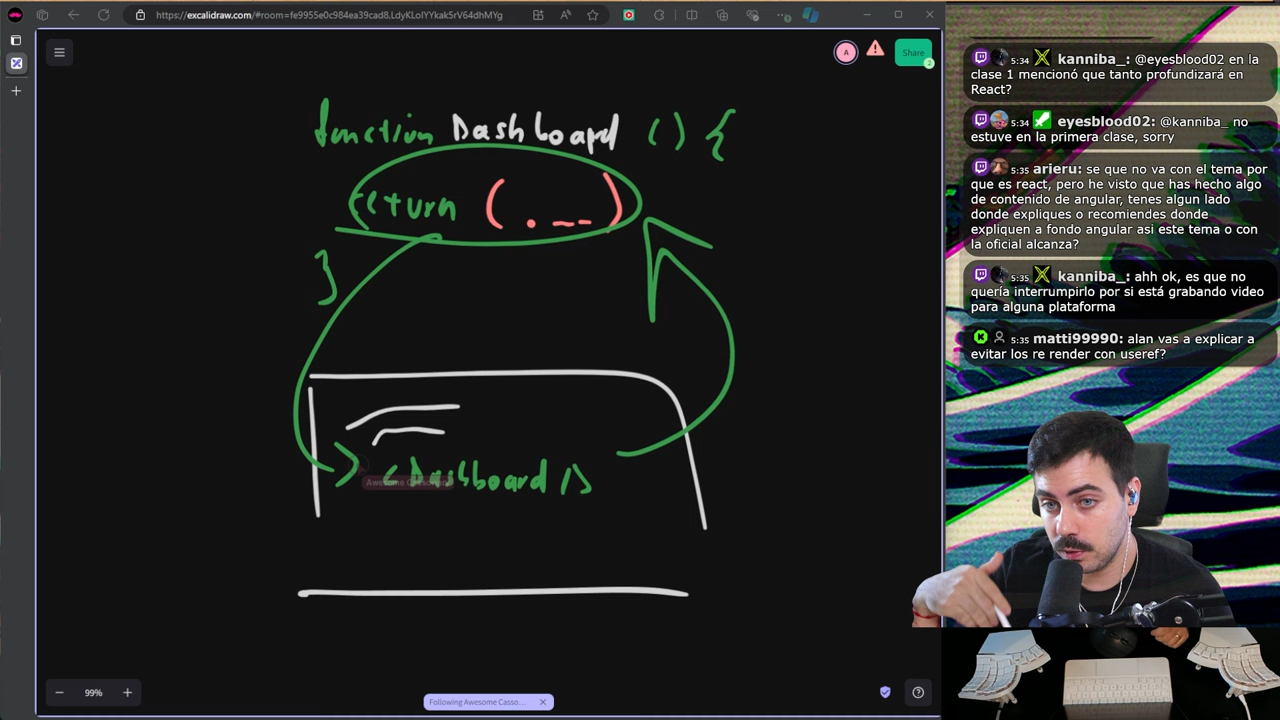 https://excalidraw.com/#room=fe9955e0c984ea39cad8,LdyKLolYYkak5rV64dhMYg
A
Share
2
function Dashboard () {
return (. __ )
}
<Dashboard />
99%
Following Awesome Casso...
5:34 kanniba_: @eyesblood02 en la
clase 1 mencionó que tanto profundizará en
React?
5:34 eyesblood02: @kanniba_ no
estuve en la primera clase, sorry
5:35 arieru: se que no va con el tema por
que es react, pero he visto que has hecho algo
de contenido de angular, tenes algun lado
donde expliques o recomiendes donde
expliquen a fondo angular asi este tema o con
la oficial alcanza?
5:35 kanniba_: ahh ok, es que no
quería interrumpirlo por si está grabando video
para alguna plataforma
5:35 matti99990: alan vas a explicar a
evitar los re render con useref?